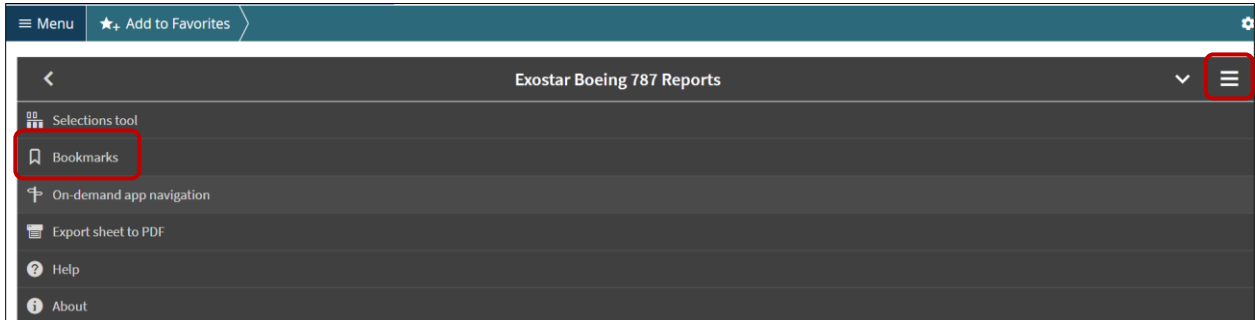 Menu Add to Favorites
Exostar Boeing 787 Reports
Selections tool
Bookmarks
On-demand app navigation
Export sheet to PDF
Help
About